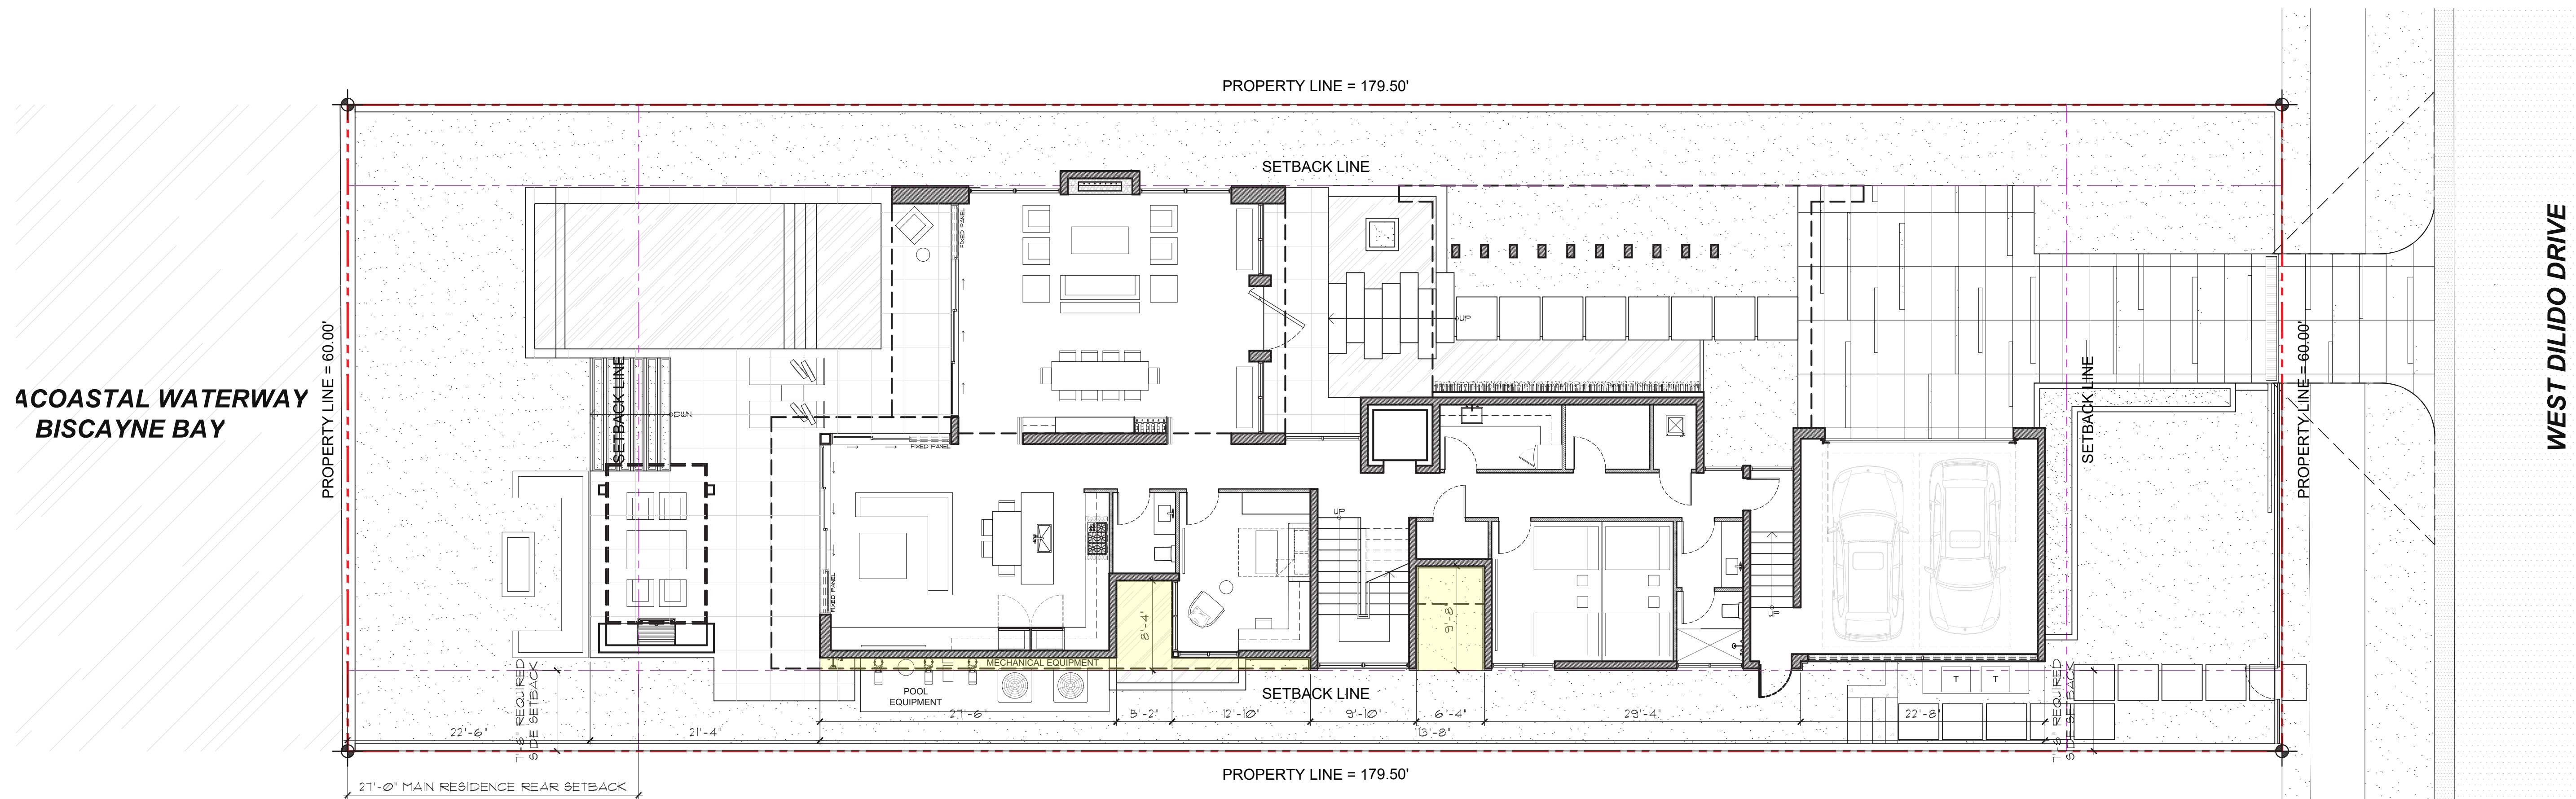 PROPERTY LINE = 179.50'
SETBACK LINE
FIXED PANEL
UP
WEST DILIDO DRIVE
PROPERTY LINE = 60.00'
ACOASTAL WATERWAY
BISCAYNE BAY
PROPERTY LINE = 60.00'
SETBACK LINE
DWN
FIXED PANEL
SETBACK LINE
UP
FIXED PANEL
8'-4"
9'-8"
UP
MECHANICAL EQUIPMENT
POOL
EQUIPMENT
SETBACK LINE
T
T
7'-6" REQUIRED
SIDE SETBACK
7'-6" REQUIRED
SIDE SETBACK
27'-6"
5'-2"
12'-10"
9'-10"
6'-4"
29'-4"
22'-8"
22'-6"
21'-4"
113'-8"
PROPERTY LINE = 179.50'
27'-0" MAIN RESIDENCE REAR SETBACK